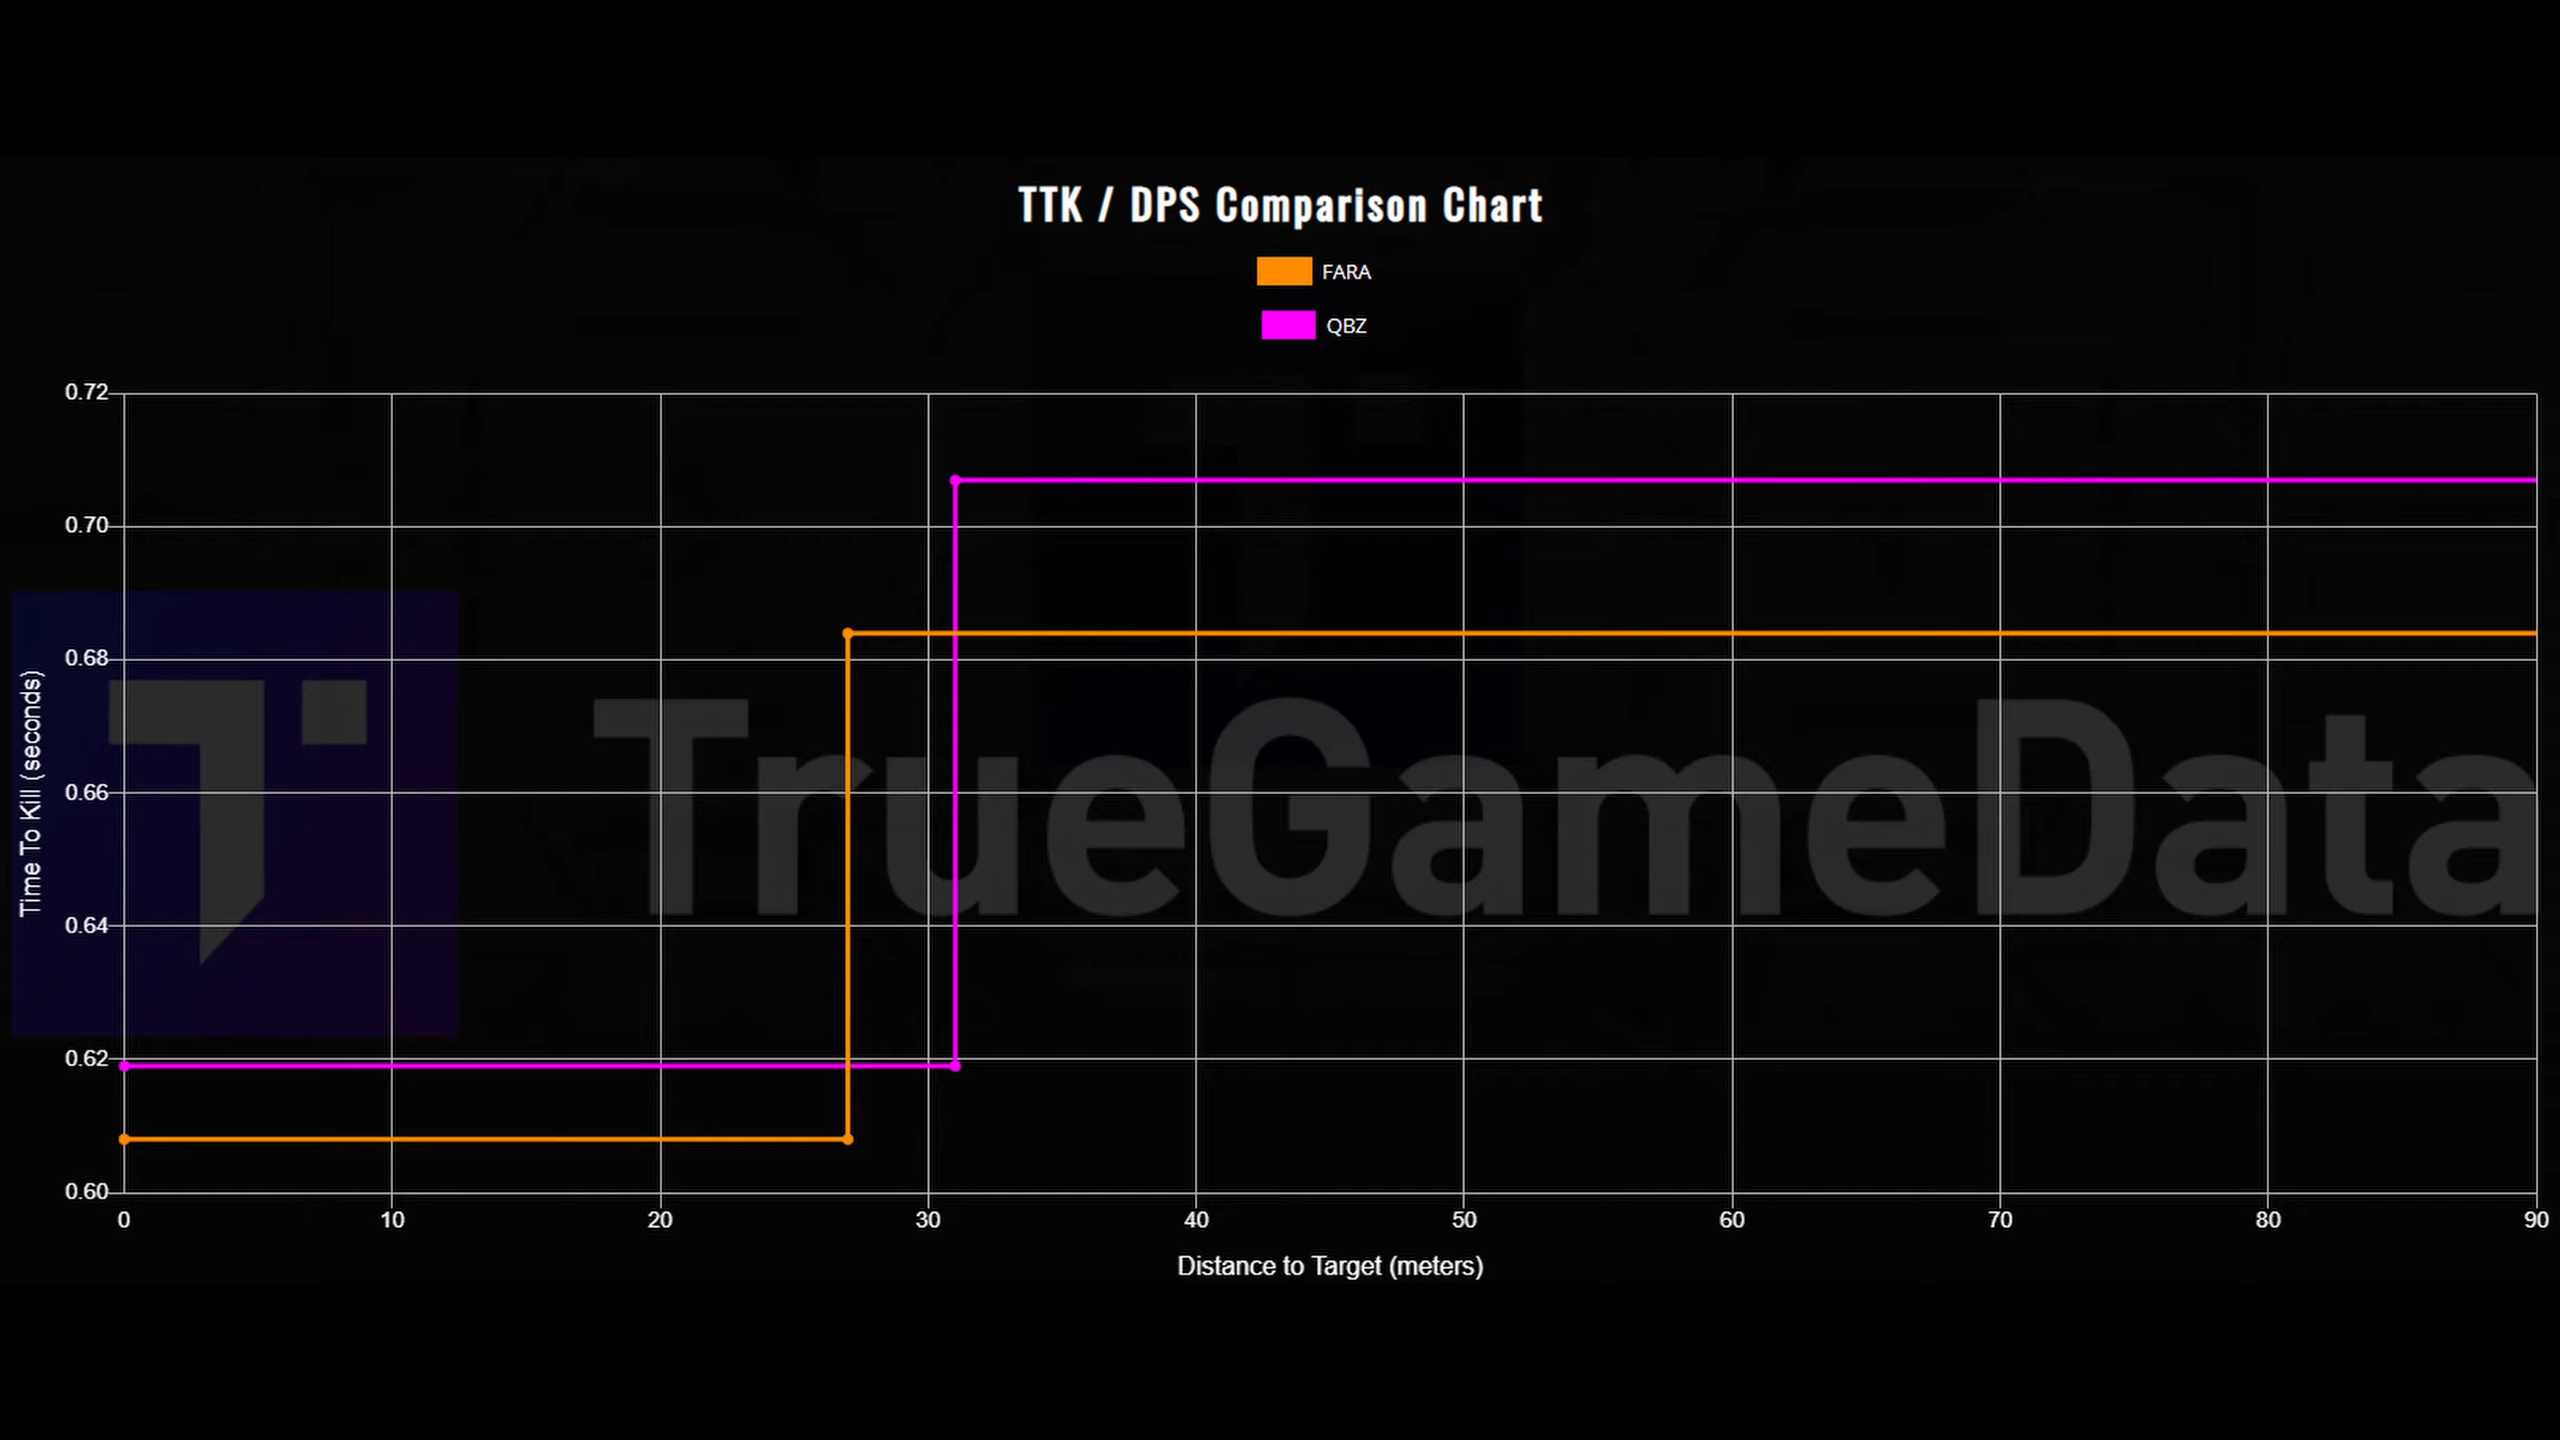 TTK / DPS Comparison Chart
FARA
QBZ
0.72
0.70
0.68
0.66
0.64
0.62
0.60
Time To Kill (seconds)
TrueGameData
0 10 20 30 40 50 60 70 80 90
Distance to Target (meters)